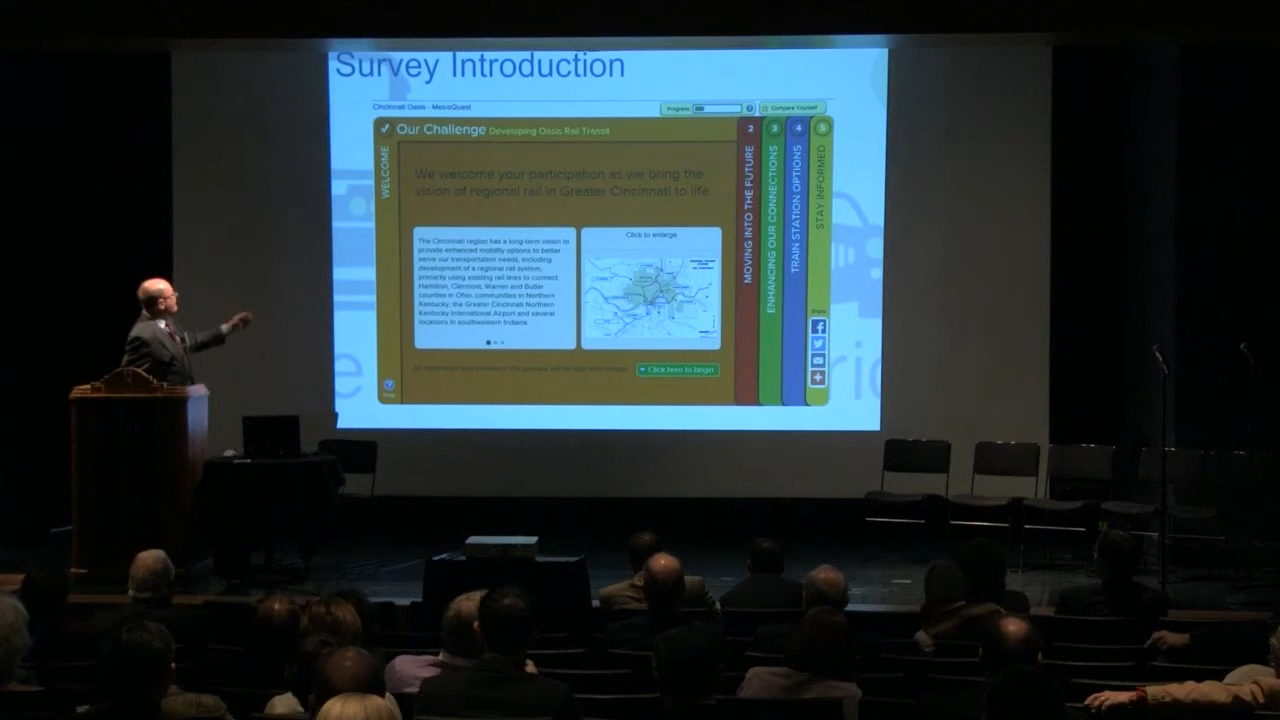 Survey Introduction
Cincinnati Oasis - MetroQuest
Progress
Compare Yourself
Our Challenge Developing Oasis Rail Transit
WELCOME
We welcome your participation as we bring the
vision of regional rail in Greater Cincinnati to life.
The Cincinnati region has a long-term vision to
provide enhanced mobility options to better
serve our transportation needs, including
development of a regional rail system,
primarily using existing rail lines to connect
Hamilton, Clermont, Warren and Butler
counties in Ohio, communities in Northern
Kentucky, the Greater Cincinnati Northern
Kentucky International Airport and several
locations in southwestern Indiana.
Click to enlarge
Click here to begin
Help
2
MOVING INTO THE FUTURE
3
ENHANCING OUR CONNECTIONS
4
TRAIN STATION OPTIONS
5
STAY INFORMED
Share